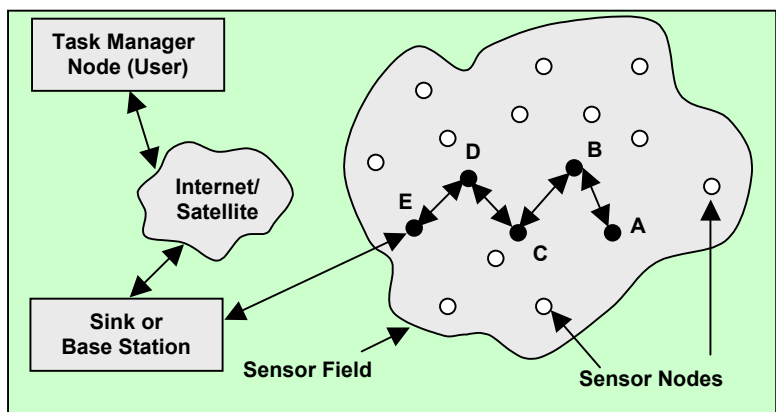 Task Manager
Node (User)
Internet/
Satellite
Sink or
Base Station
Sensor Field
Sensor Nodes
A
B
C
D
E